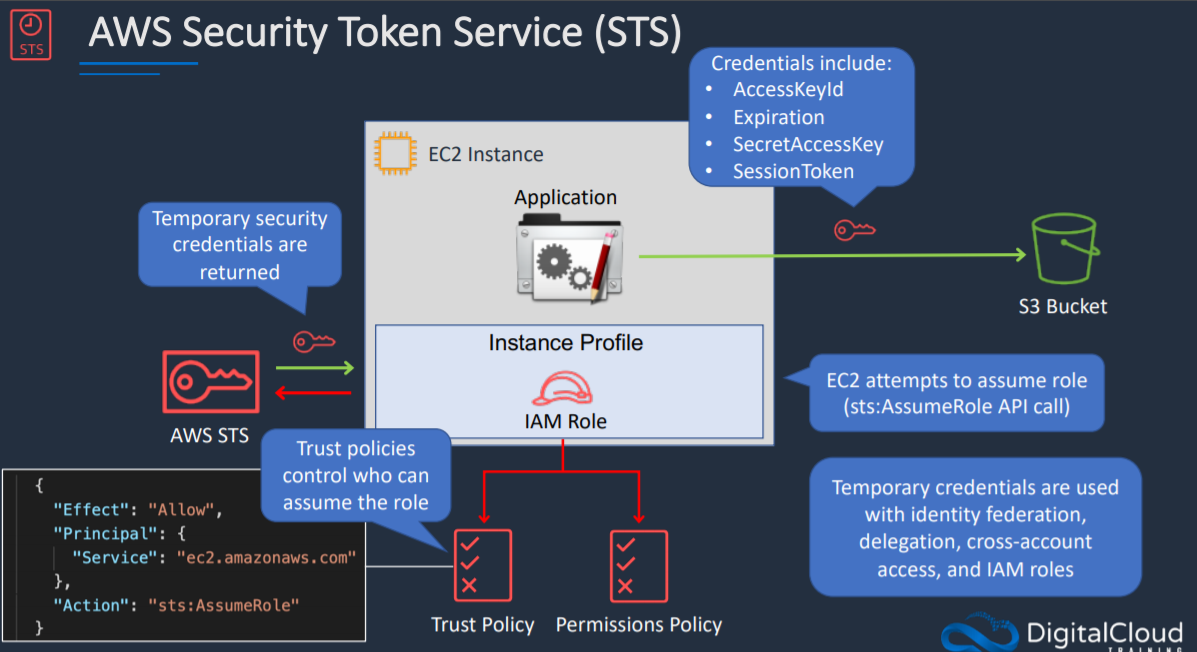 STS
AWS Security Token Service (STS)
Credentials include:
• AccessKeyId
• Expiration
• SecretAccessKey
• SessionToken
EC2 Instance
Application
Temporary security
credentials are
returned
S3 Bucket
Instance Profile
IAM Role
EC2 attempts to assume role
(sts:AssumeRole API call)
AWS STS
Trust policies
control who can
assume the role
{
"Effect": "Allow",
"Principal": {
"Service": "ec2.amazonaws.com"
},
"Action": "sts:AssumeRole"
}
Temporary credentials are used
with identity federation,
delegation, cross-account
access, and IAM roles
Trust Policy
Permissions Policy
DigitalCloud
TRAINING